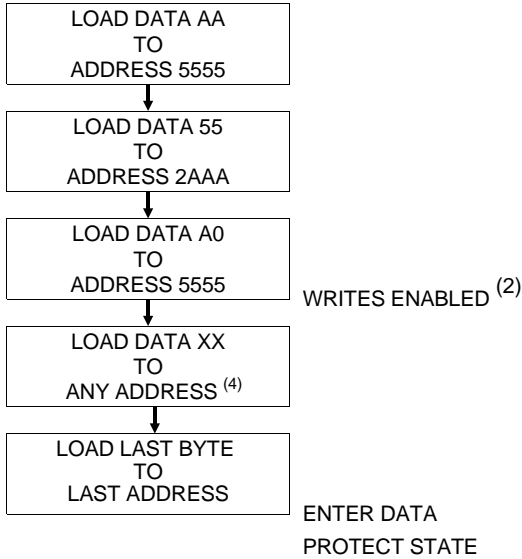 LOAD DATA AA
TO
ADDRESS 5555
LOAD DATA 55
TO
ADDRESS 2AAA
LOAD DATA A0
TO
ADDRESS 5555
WRITES ENABLED (2)
LOAD DATA XX
TO
ANY ADDRESS (4)
LOAD LAST BYTE
TO
LAST ADDRESS
ENTER DATA
PROTECT STATE